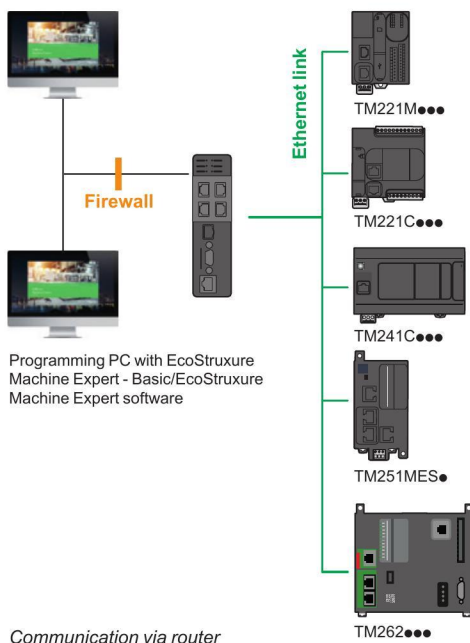 Ethernet link
TM221M●●●
TM221C●●●
Firewall
TM241C●●●
Programming PC with EcoStruxure
Machine Expert - Basic/EcoStruxure
Machine Expert software
TM251MES●
TM262●●●
Communication via router